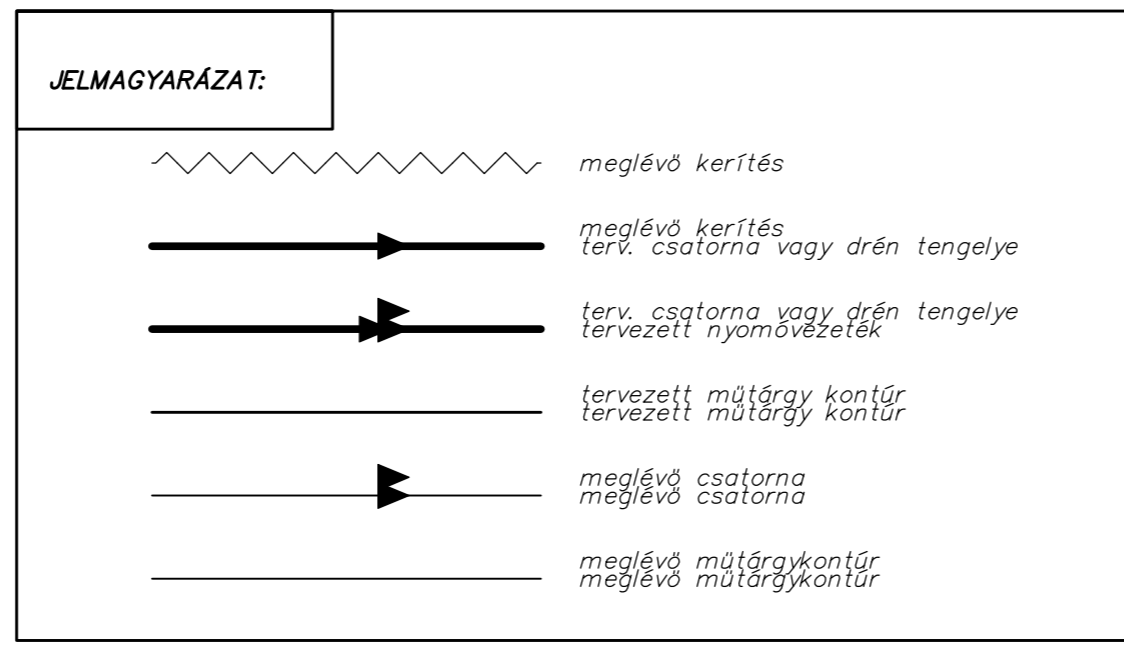 JELMAGYARÁZAT:
meglévő kerítés
meglévő kerítés
terv. csatorna vagy drén tengelye
terv. csatorna vagy drén tengelye
tervezett nyomóvezeték
tervezett műtárgy kontúr
tervezett műtárgy kontúr
meglévő csatorna
meglévő csatorna
meglévő műtárgykontúr
meglévő műtárgykontúr